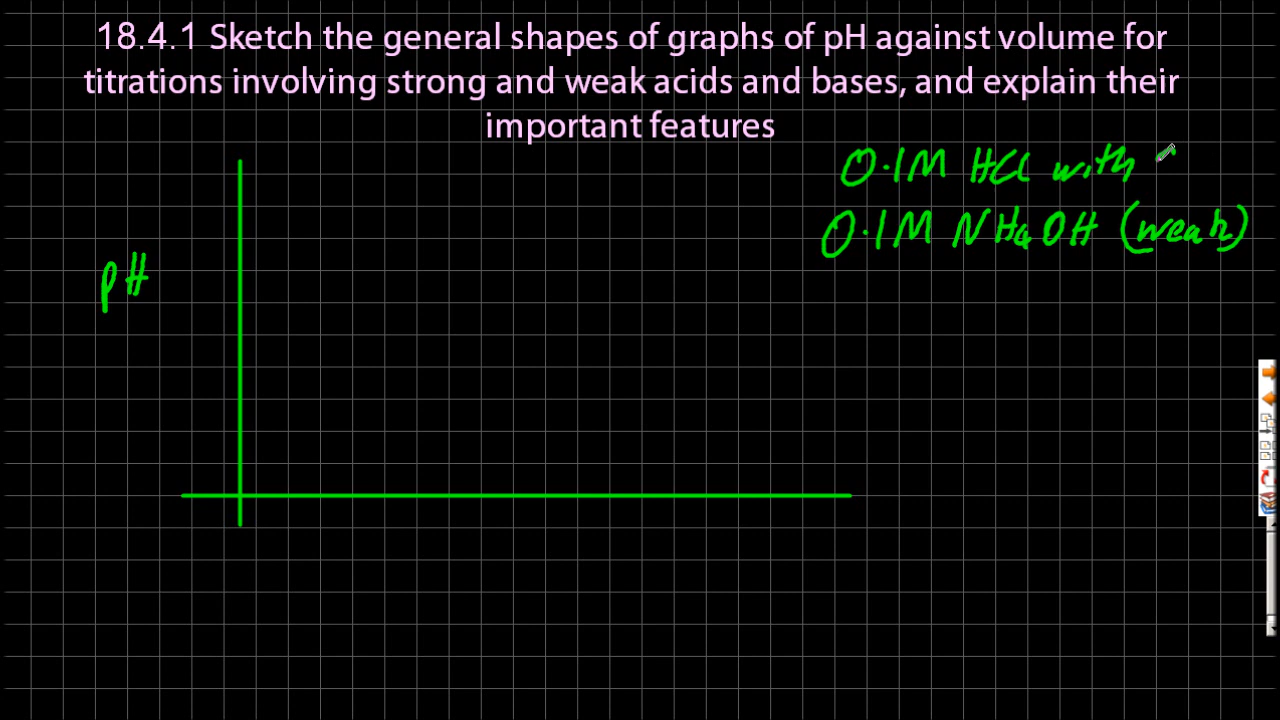 18.4.1 Sketch the general shapes of graphs of pH against volume for
titrations involving strong and weak acids and bases, and explain their
important features
0.1M HCl with
0.1M NH4OH (weak)
pH